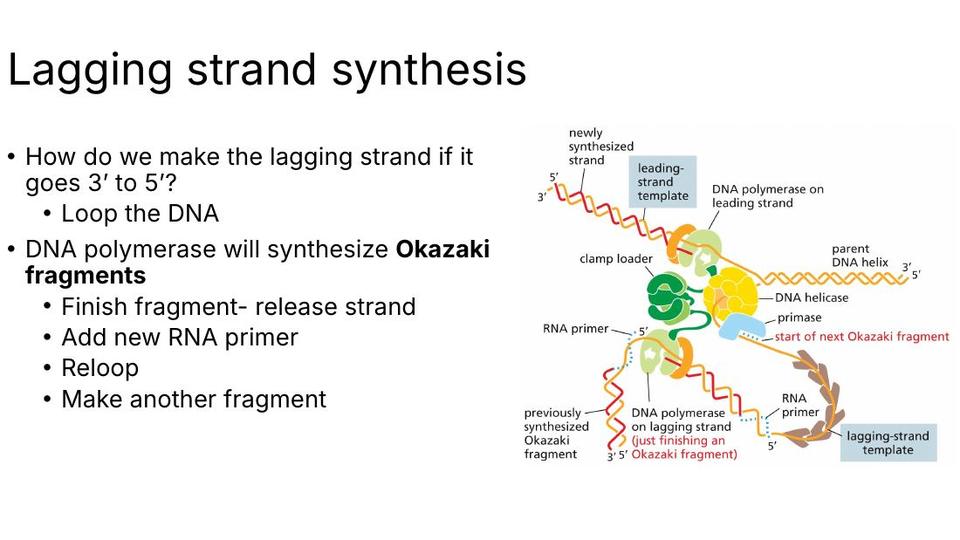 Lagging strand synthesis
• How do we make the lagging strand if it
goes 3’ to 5’?
• Loop the DNA
• DNA polymerase will synthesize Okazaki
fragments
• Finish fragment- release strand
• Add new RNA primer
• Reloop
• Make another fragment
newly
synthesized
strand
5′
3′
leading-
strand
template
DNA polymerase on
leading strand
clamp loader
parent
DNA helix
3′
5′
DNA helicase
primase
start of next Okazaki fragment
RNA primer
5′
RNA
primer
5′
previously
synthesized
Okazaki
fragment
3′ 5′
DNA polymerase
on lagging strand
(just finishing an
Okazaki fragment)
lagging-strand
template